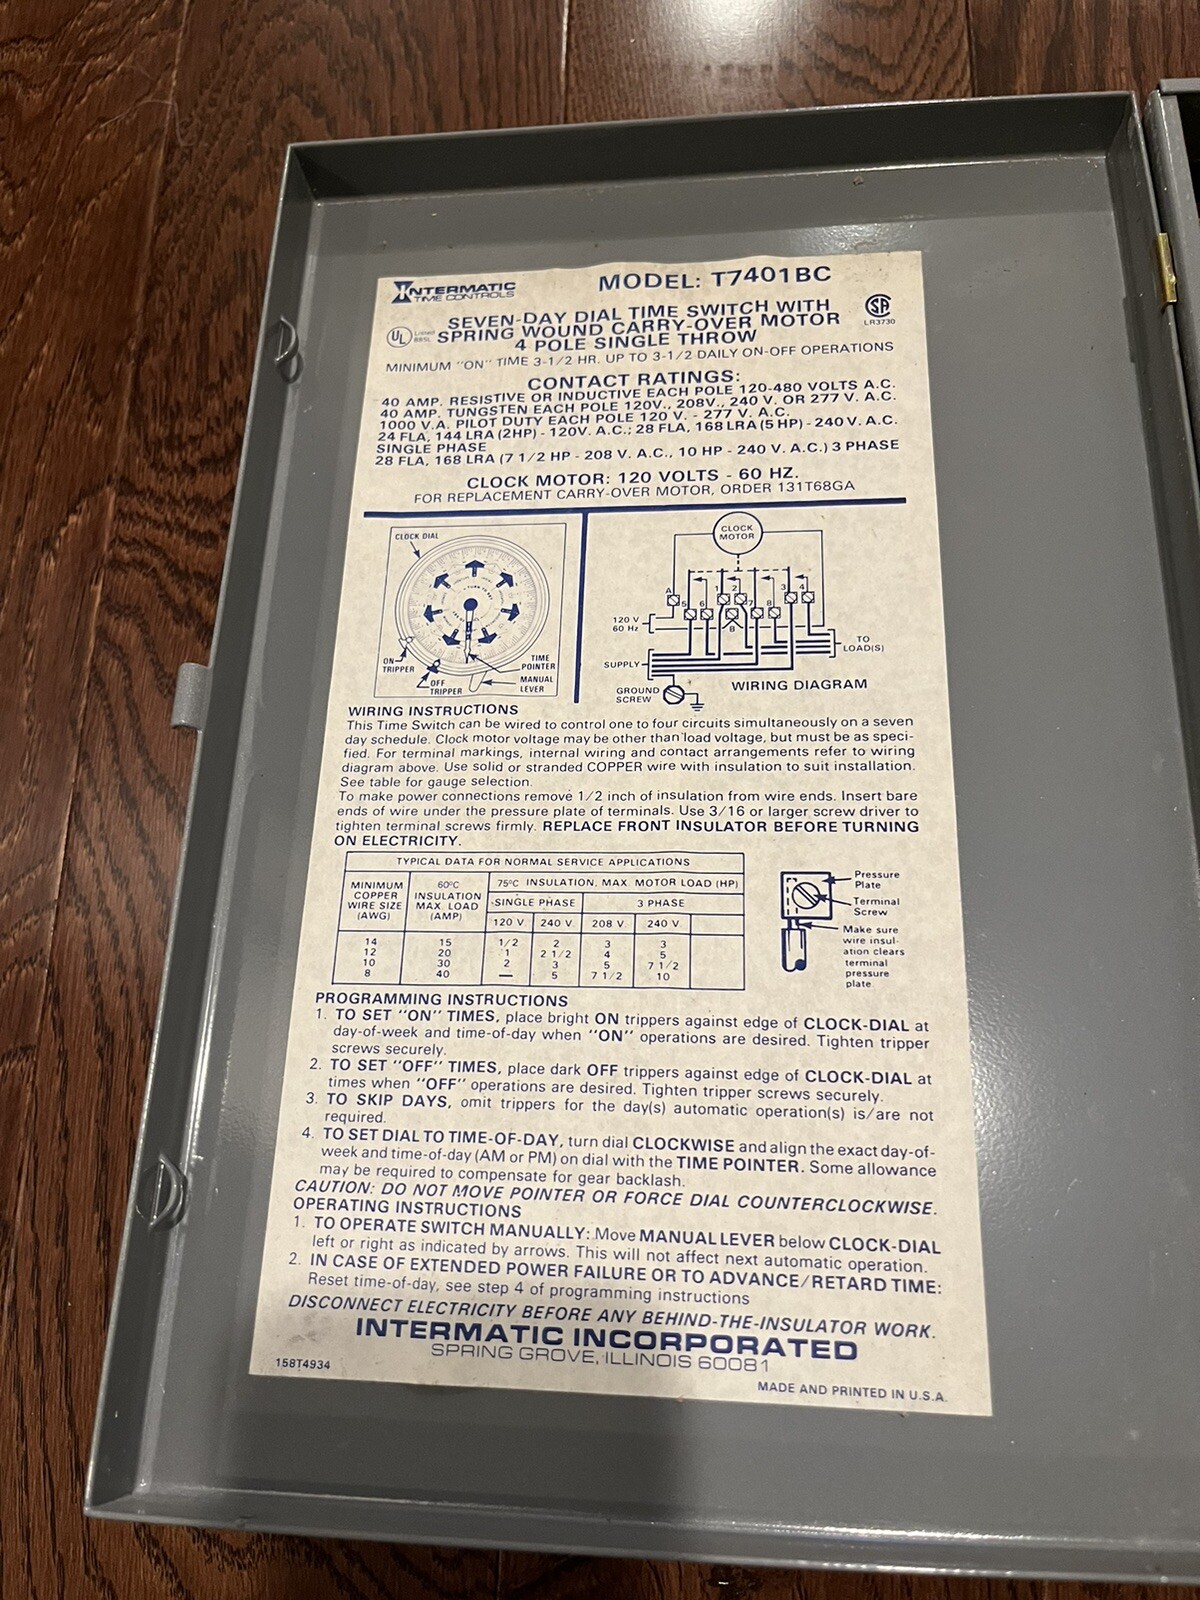 INTERMATIC
TIME CONTROLS
MODEL: T7401BC
UL Listed
885L
SEVEN-DAY DIAL TIME SWITCH WITH
SPRING WOUND CARRY-OVER MOTOR
4 POLE SINGLE THROW
SA
LR3730
MINIMUM "ON" TIME 3-1/2 HR. UP TO 3-1/2 DAILY ON-OFF OPERATIONS
CONTACT RATINGS:
40 AMP. RESISTIVE OR INDUCTIVE EACH POLE 120-480 VOLTS A.C.
40 AMP. TUNGSTEN EACH POLE 120V., 208V., 240 V. OR 277 V. A.C.
1000 V.A. PILOT DUTY EACH POLE 120 V. - 277 V. A.C.
24 FLA, 144 LRA (2HP) - 120V. A.C.; 28 FLA, 168 LRA (5 HP) - 240 V. A.C.
SINGLE PHASE
28 FLA, 168 LRA (7 1/2 HP - 208 V. A.C., 10 HP - 240 V. A.C.) 3 PHASE
CLOCK MOTOR: 120 VOLTS - 60 HZ.
FOR REPLACEMENT CARRY-OVER MOTOR, ORDER 131T68GA
CLOCK DIAL
ON
TRIPPER
OFF
TRIPPER
TIME
POINTER
MANUAL
LEVER
CLOCK
MOTOR
A 5 6 1 2 7 8 3 4
B
120 V
60 Hz
SUPPLY
TO
LOAD(S)
GROUND
SCREW
WIRING DIAGRAM
WIRING INSTRUCTIONS
This Time Switch can be wired to control one to four circuits simultaneously on a seven
day schedule. Clock motor voltage may be other than load voltage, but must be as speci-
fied. For terminal markings, internal wiring and contact arrangements refer to wiring
diagram above. Use solid or stranded COPPER wire with insulation to suit installation.
See table for gauge selection.
To make power connections remove 1/2 inch of insulation from wire ends. Insert bare
ends of wire under the pressure plate of terminals. Use 3/16 or larger screw driver to
tighten terminal screws firmly. REPLACE FRONT INSULATOR BEFORE TURNING
ON ELECTRICITY.
TYPICAL DATA FOR NORMAL SERVICE APPLICATIONS
MINIMUM COPPER WIRE SIZE (AWG)
60°C INSULATION MAX. LOAD (AMP)
75°C INSULATION, MAX. MOTOR LOAD (HP)
SINGLE PHASE 3 PHASE
120 V 240 V 208 V 240 V
14 15 1/2 2 3 3
12 20 1 2 1/2 4 5
10 30 2 3 5 7 1/2
8 40 — 5 7 1/2 10
Pressure
Plate
Terminal
Screw
Make sure
wire insul-
ation clears
terminal
pressure
plate
PROGRAMMING INSTRUCTIONS
1. TO SET "ON" TIMES, place bright ON trippers against edge of CLOCK-DIAL at
day-of-week and time-of-day when "ON" operations are desired. Tighten tripper
screws securely.
2. TO SET "OFF" TIMES, place dark OFF trippers against edge of CLOCK-DIAL at
times when "OFF" operations are desired. Tighten tripper screws securely.
3. TO SKIP DAYS, omit trippers for the day(s) automatic operation(s) is/are not
required.
4. TO SET DIAL TO TIME-OF-DAY, turn dial CLOCKWISE and align the exact day-of-
week and time-of-day (AM or PM) on dial with the TIME POINTER. Some allowance
may be required to compensate for gear backlash.
CAUTION: DO NOT MOVE POINTER OR FORCE DIAL COUNTERCLOCKWISE.
OPERATING INSTRUCTIONS
1. TO OPERATE SWITCH MANUALLY: Move MANUAL LEVER below CLOCK-DIAL
left or right as indicated by arrows. This will not affect next automatic operation.
2. IN CASE OF EXTENDED POWER FAILURE OR TO ADVANCE/RETARD TIME:
Reset time-of-day, see step 4 of programming instructions
DISCONNECT ELECTRICITY BEFORE ANY BEHIND-THE-INSULATOR WORK.
INTERMATIC INCORPORATED
SPRING GROVE, ILLINOIS 60081
158T4934
MADE AND PRINTED IN U.S.A.